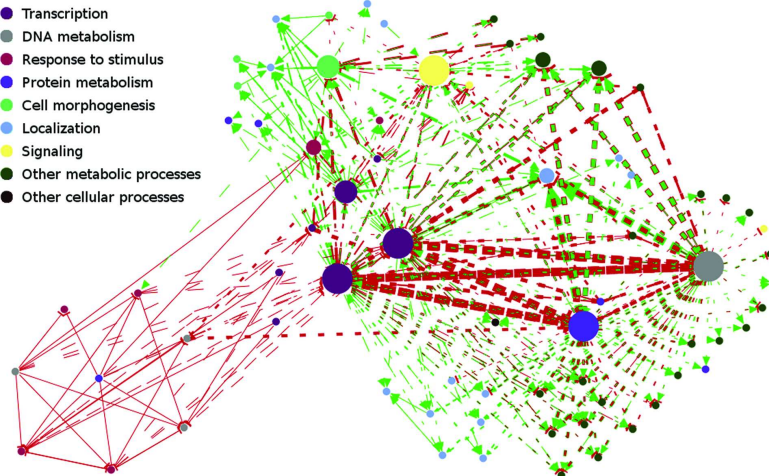 Transcription
DNA metabolism
Response to stimulus
Protein metabolism
Cell morphogenesis
Localization
Signaling
Other metabolic processes
Other cellular processes